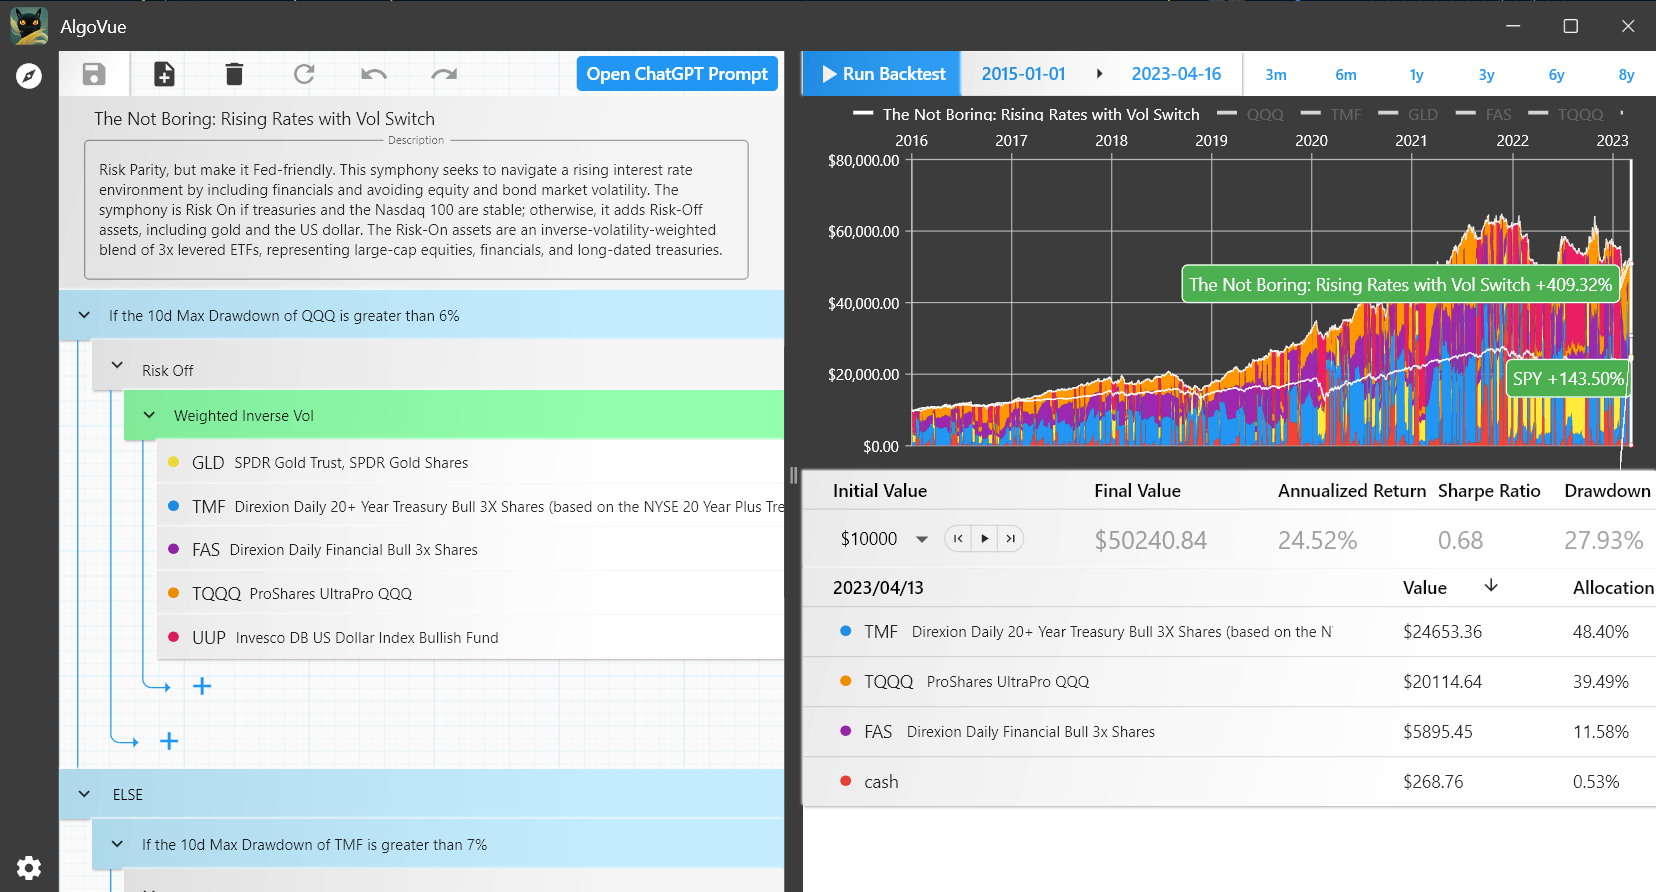 AlgoVue
Open ChatGPT Prompt
The Not Boring: Rising Rates with Vol Switch
Description
Risk Parity, but make it Fed-friendly. This symphony seeks to navigate a rising interest rate
environment by including financials and avoiding equity and bond market volatility. The
symphony is Risk On if treasuries and the Nasdaq 100 are stable; otherwise, it adds Risk-Off
assets, including gold and the US dollar. The Risk-On assets are an inverse-volatility-weighted
blend of 3x levered ETFs, representing large-cap equities, financials, and long-dated treasuries.
If the 10d Max Drawdown of QQQ is greater than 6%
Risk Off
Weighted Inverse Vol
GLD SPDR Gold Trust, SPDR Gold Shares
TMF Direxion Daily 20+ Year Treasury Bull 3X Shares (based on the NYSE 20 Year Plus Tre
FAS Direxion Daily Financial Bull 3x Shares
TQQQ ProShares UltraPro QQQ
UUP Invesco DB US Dollar Index Bullish Fund
ELSE
If the 10d Max Drawdown of TMF is greater than 7%
Run Backtest 2015-01-01 2023-04-16 3m 6m 1y 3y 6y 8y
The Not Boring: Rising Rates with Vol Switch QQQ TMF GLD FAS TQQQ
2016 2017 2018 2019 2020 2021 2022 2023
$80,000.00
$60,000.00
The Not Boring: Rising Rates with Vol Switch +409.32%
$40,000.00
$20,000.00
SPY +143.50%
$0.00
Initial Value Final Value Annualized Return Sharpe Ratio Drawdown
$10000 $50240.84 24.52% 0.68 27.93%
2023/04/13 Value Allocation
TMF Direxion Daily 20+ Year Treasury Bull 3X Shares (based on the N $24653.36 48.40%
TQQQ ProShares UltraPro QQQ $20114.64 39.49%
FAS Direxion Daily Financial Bull 3x Shares $5895.45 11.58%
cash $268.76 0.53%